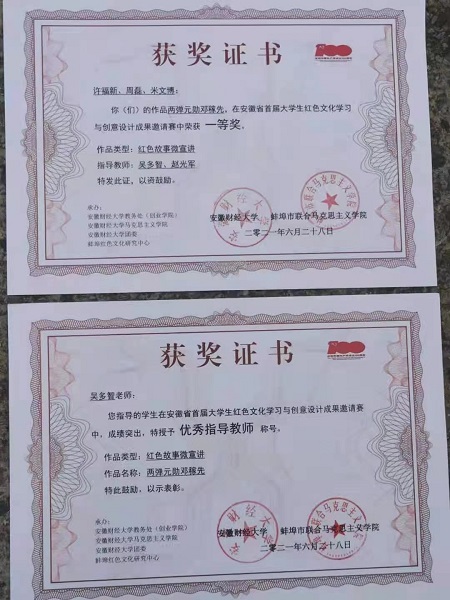 获奖证书
100
许福新、周磊、米文博：
你（们）的作品两弹元勋邓稼先，在安徽省首届大学生红色文化学习
与创意设计成果邀请赛中荣获 一等奖。
作品类型：红色故事微宣讲
指导教师：吴多智、赵光军
特发此证，以资鼓励。
承办：
安徽财经大学教务处（创业学院）
安徽财经大学马克思主义学院
安徽财经大学团委
蚌埠红色文化研究中心
安徽财经大学 蚌埠市联合马克思主义学院
二〇二一年六月二十八日
获奖证书
100
吴多智老师：
您指导的学生在安徽省首届大学生红色文化学习与创意设计成果邀请赛
中，成绩突出，特授予 优秀指导教师 称号。
作品类型：红色故事微宣讲
作品名称：两弹元勋邓稼先
特此鼓励，以示表彰。
承办：
安徽财经大学教务处（创业学院）
安徽财经大学马克思主义学院
安徽财经大学团委
蚌埠红色文化研究中心
安徽财经大学 蚌埠市联合马克思主义学院
二〇二一年六月二十八日